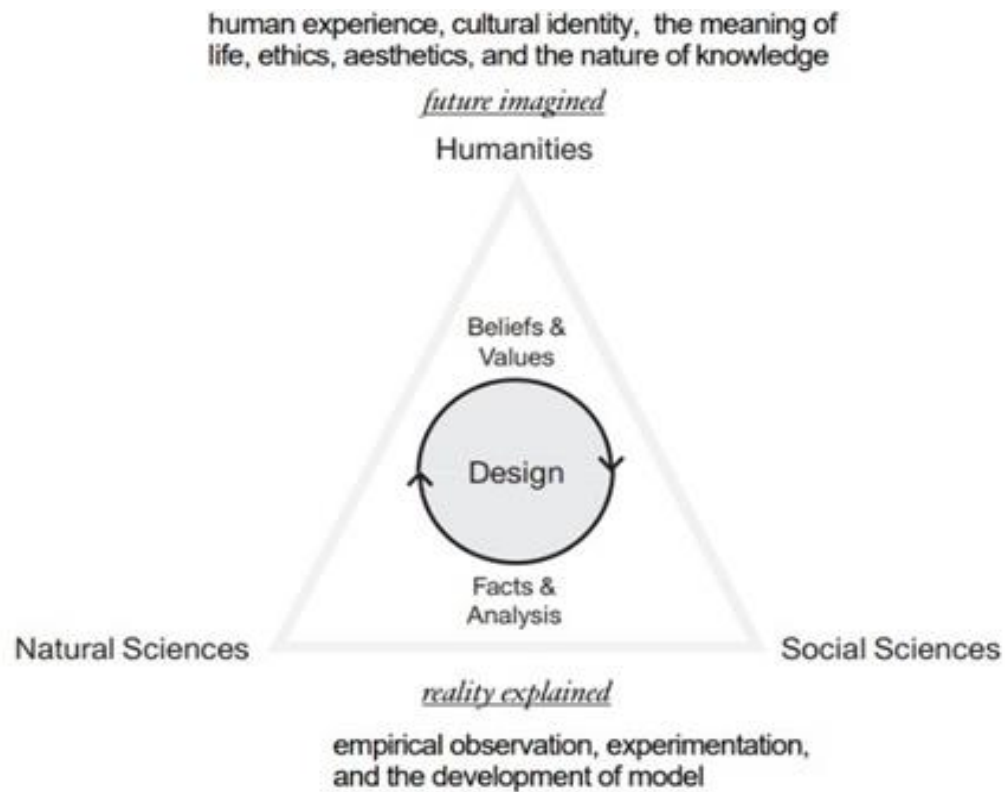 human experience, cultural identity, the meaning of
life, ethics, aesthetics, and the nature of knowledge
future imagined
Humanities
Beliefs &
Values
Design
Facts &
Analysis
Natural Sciences
Social Sciences
reality explained
empirical observation, experimentation,
and the development of model